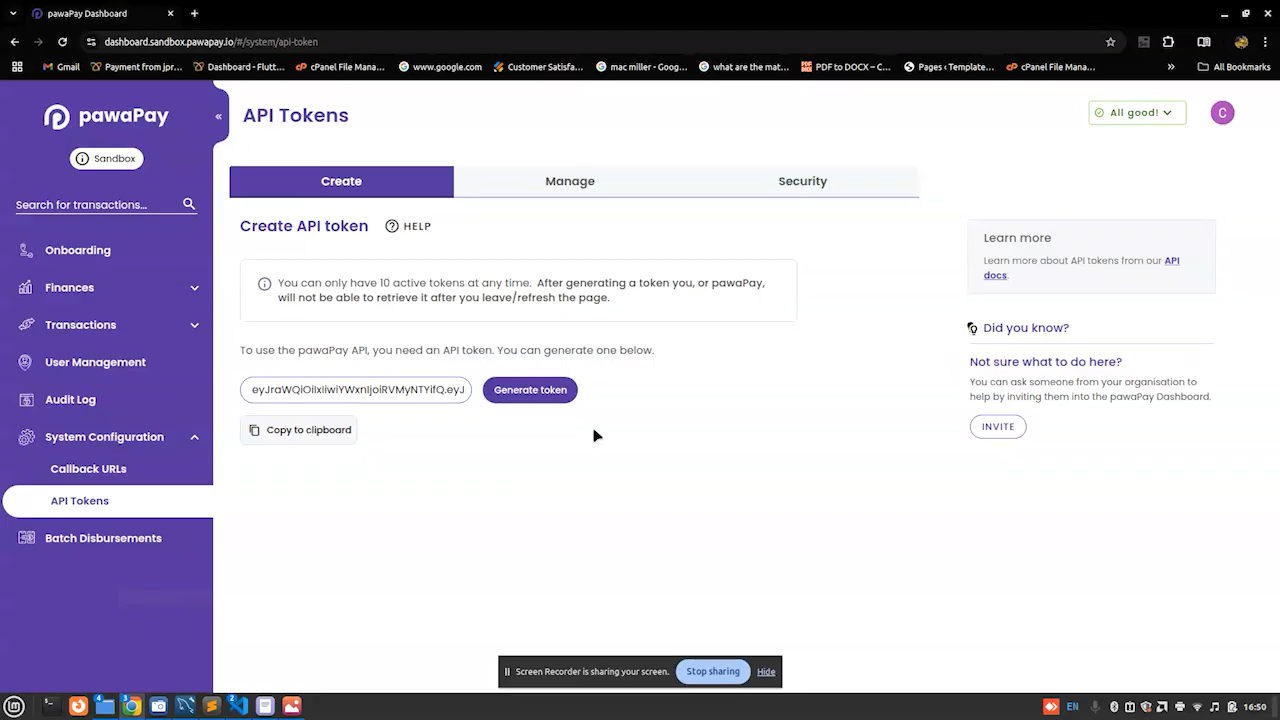 pawaPay Dashboard
dashboard.sandbox.pawapay.io/#/system/api-token
Gmail
Payment from jpr...
Dashboard - Flutt...
cPanel File Mana...
www.google.com
Customer Satisfa...
mac miller - Goog...
what are the mat...
PDF to DOCX – C...
Pages ‹ Template...
cPanel File Mana...
»
All Bookmarks
pawaPay
«
API Tokens
All good!
C
Sandbox
Search for transactions...
Onboarding
Finances
Transactions
User Management
Audit Log
System Configuration
Callback URLs
API Tokens
Batch Disbursements
Create
Manage
Security
Create API token
HELP
You can only have 10 active tokens at any time. After generating a token you, or pawaPay,
will not be able to retrieve it after you leave/refresh the page.
To use the pawaPay API, you need an API token. You can generate one below.
Generate token
Copy to clipboard
Learn more
Learn more about API tokens from our API
docs.
Did you know?
Not sure what to do here?
You can ask someone from your organisation to
help by inviting them into the pawaPay Dashboard.
INVITE
Screen Recorder is sharing your screen.
Stop sharing
Hide
4
3
2
EN
16:50